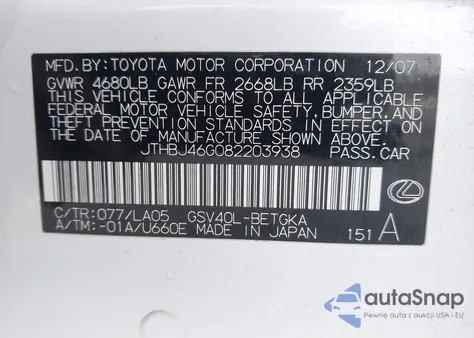 MFD.BY:TOYOTA MOTOR CORPORATION 12/07
GVWR 4680LB GAWR FR 2668LB RR 2359LB
THIS VEHICLE CONFORMS TO ALL APPLICABLE
FEDERAL MOTOR VEHICLE SAFETY, BUMPER, AND
THEFT PREVENTION STANDARDS IN EFFECT ON
THE DATE OF MANUFACTURE SHOWN ABOVE.
JTHBJ46G082203938 PASS.CAR
C/TR:077/LA05 GSV40L-BETGKA
A/TM:-01A/U660E MADE IN JAPAN 151 A
autoSnap
Pewne auta z aukcji USA i EU